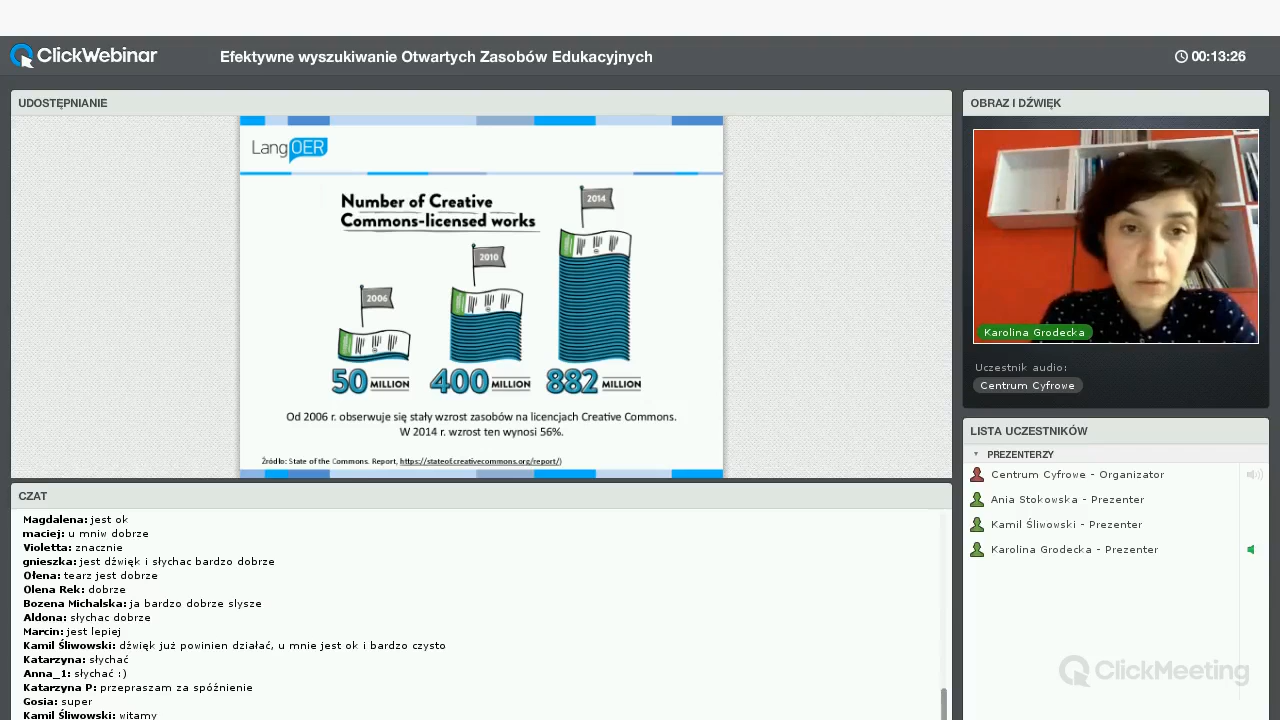 ClickWebinar
Efektywne wyszukiwanie Otwartych Zasobów Edukacyjnych
00:13:26
UDOSTĘPNIANIE
LangOER
Number of Creative
Commons-licensed works
2006
2010
2014
50 MILLION
400 MILLION
882 MILLION
Od 2006 r. obserwuje się stały wzrost zasobów na licencjach Creative Commons.
W 2014 r. wzrost ten wynosi 56%.
Źródło: State of the Commons. Report, https://stateof.creativecommons.org/report/)
OBRAZ I DŹWIĘK
Karolina Grodecka
Uczestnik audio:
Centrum Cyfrowe
LISTA UCZESTNIKÓW
PREZENTERZY
Centrum Cyfrowe - Organizator
Ania Stokowska - Prezenter
Kamil Śliwowski - Prezenter
Karolina Grodecka - Prezenter
ClickMeeting
CZAT
Magdalena: jest ok
maciej: u mniw dobrze
Violetta: znacznie
gnieszka: jest dźwięk i słychac bardzo dobrze
Ołena: tearz jest dobrze
Olena Rek: dobrze
Bozena Michalska: ja bardzo dobrze slysze
Aldona: słychac dobrze
Marcin: jest lepiej
Kamil Śliwowski: dźwięk już powinien działać, u mnie jest ok i bardzo czysto
Katarzyna: słychać
Anna_1: słychać :)
Katarzyna P: przepraszam za spóźnienie
Gosia: super
Kamil Śliwowski: witamy